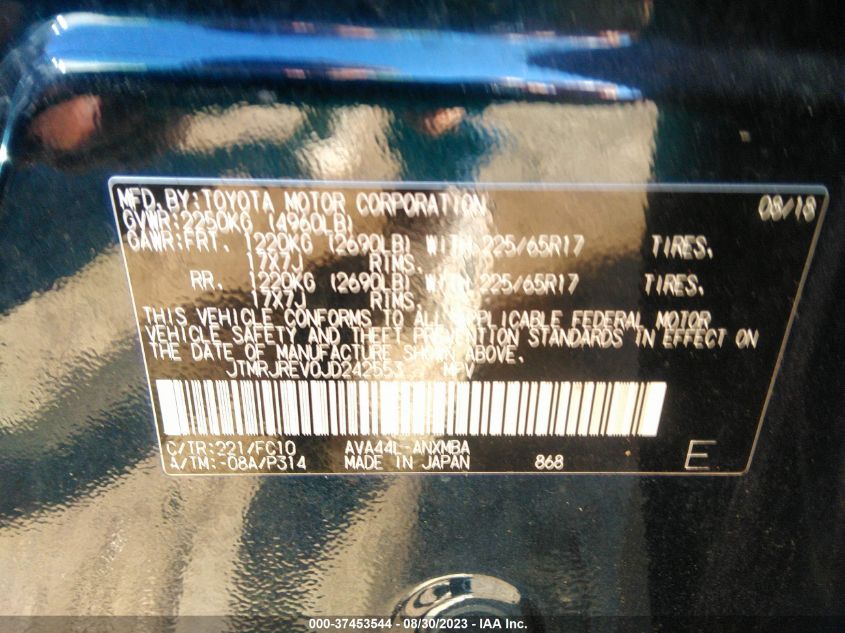 MFD. BY: TOYOTA MOTOR CORPORATION 08/18
GVWR: 2250KG (4960LB)
GAWR: FRT. 1220KG (2690LB) WITH 225/65R17 TIRES,
17X7J RIMS,
RR. 1220KG (2690LB) WITH 225/65R17 TIRES,
17X7J RIMS,
THIS VEHICLE CONFORMS TO ALL APPLICABLE FEDERAL MOTOR
VEHICLE SAFETY AND THEFT PREVENTION STANDARDS IN EFFECT ON
THE DATE OF MANUFACTURE SHOWN ABOVE.
JTMRJREV0JD242553 MPV
C/TR: 221/FC10 AVA44L-ANXMBA
A/TM: -08A/P314 MADE IN JAPAN 868 E
000-37453544 - 08/30/2023 - IAA Inc.